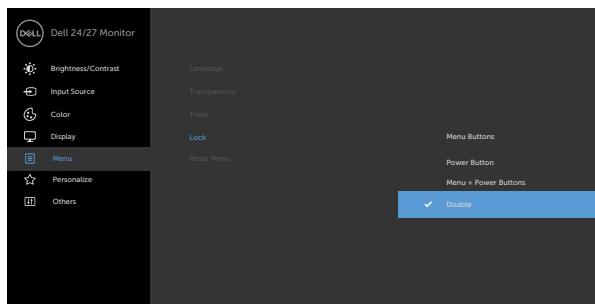 DELL
Dell 24/27 Monitor
Brightness/Contrast
Input Source
Color
Display
Menu
Personalize
Others
Language
Transparency
Timer
Lock
Reset Menu
Menu Buttons
Power Button
Menu + Power Buttons
Disable